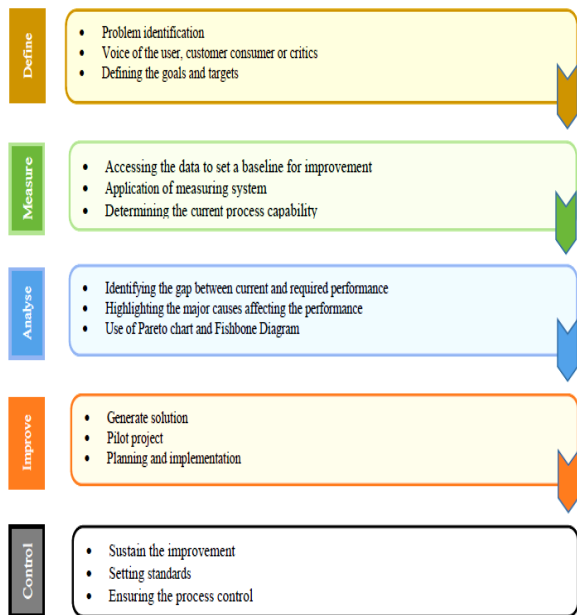 Define
• Problem identification
• Voice of the user, customer consumer or critics
• Defining the goals and targets
Measure
• Accessing the data to set a baseline for improvement
• Application of measuring system
• Determining the current process capability
Analyse
• Identifying the gap between current and required performance
• Highlighting the major causes affecting the performance
• Use of Pareto chart and Fishbone Diagram
Improve
• Generate solution
• Pilot project
• Planning and implementation
Control
• Sustain the improvement
• Setting standards
• Ensuring the process control